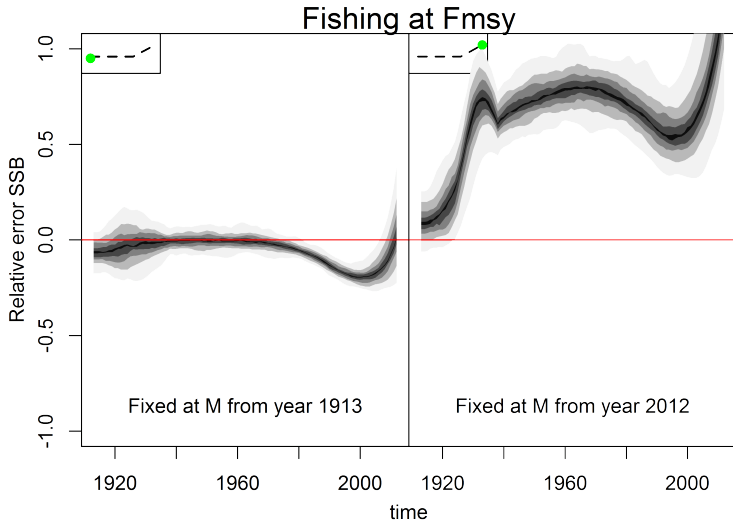 Fishing at Fmsy
Relative error SSB
1.0
0.5
0.0
-0.5
-1.0
Fixed at M from year 1913
Fixed at M from year 2012
1920 1960 2000 1920 1960 2000
time